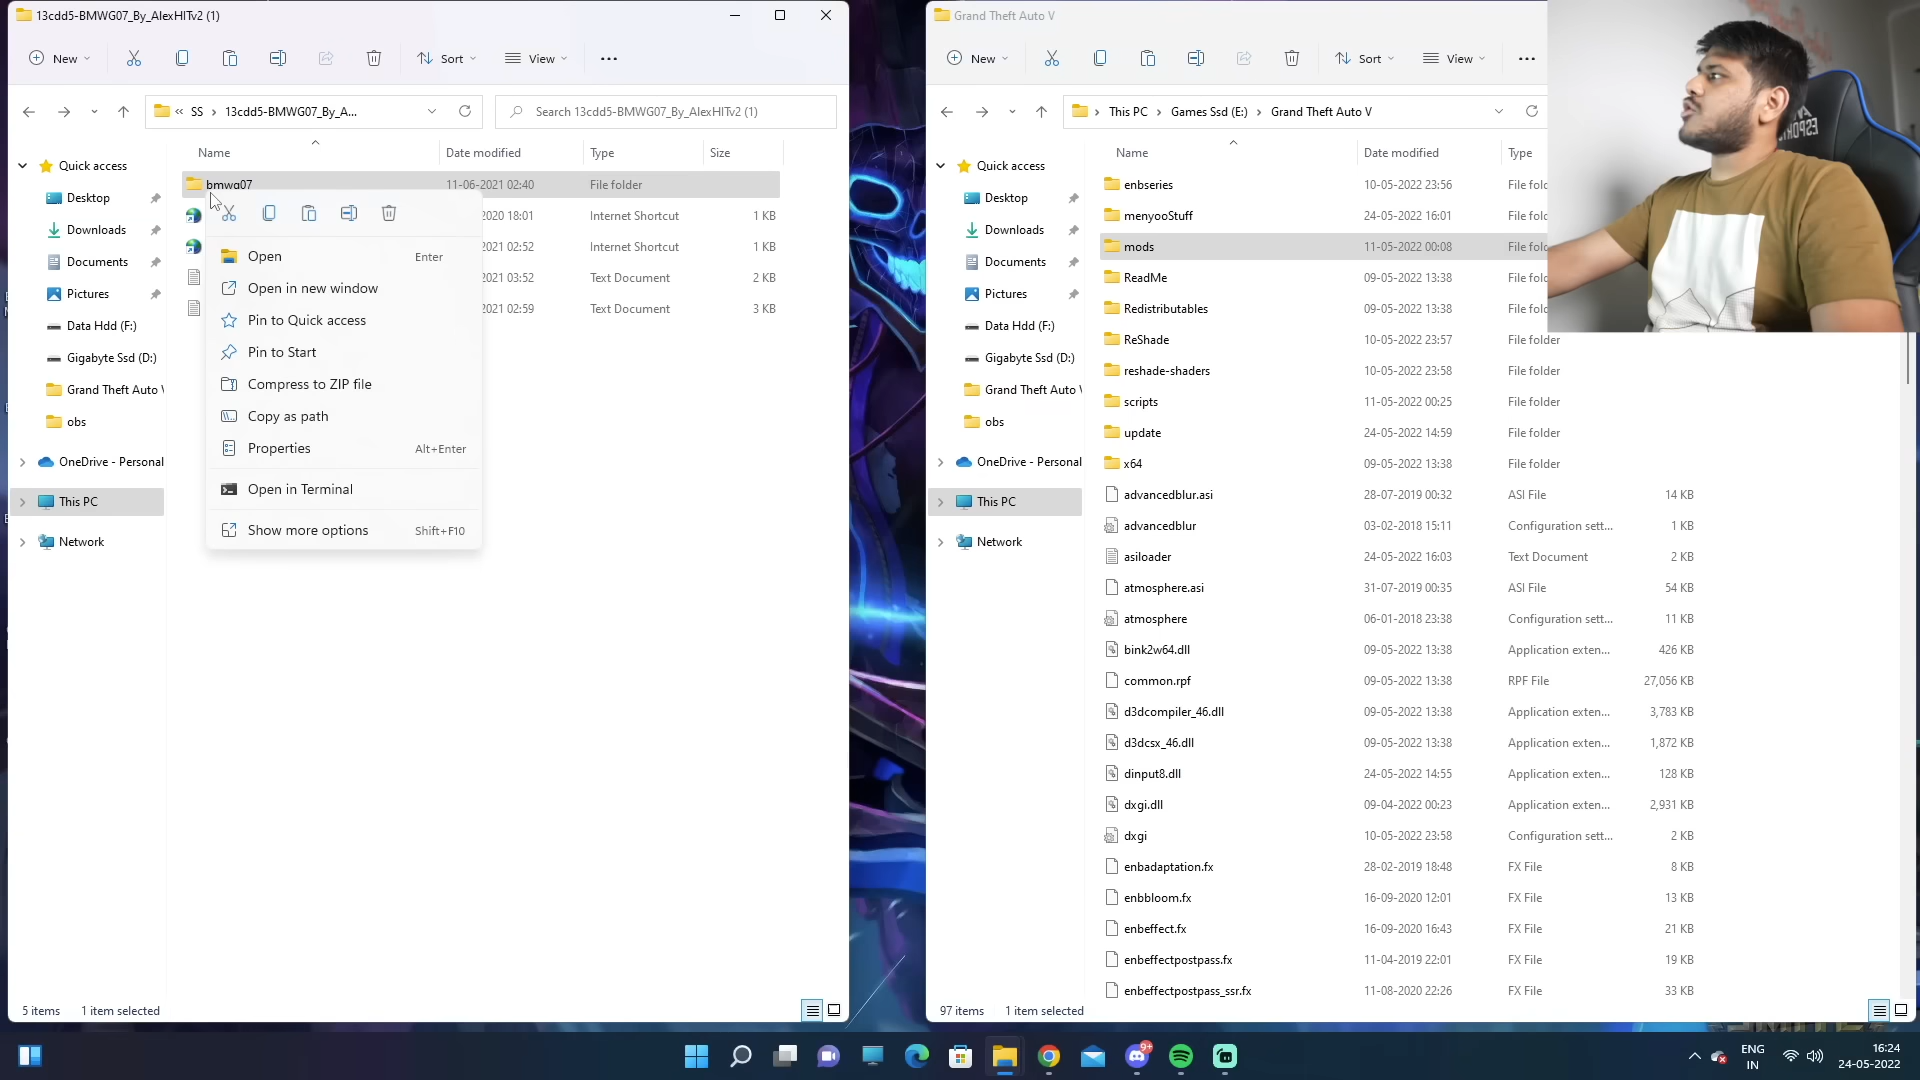 13cdd5-BMWG07_By_AlexHITv2 (1)
New
Sort
View
SS
13cdd5-BMWG07_By_A...
Search 13cdd5-BMWG07_By_AlexHITv2 (1)
Name
Date modified
Type
Size
Quick access
Desktop
Downloads
Documents
Pictures
Data Hdd (F:)
Gigabyte Ssd (D:)
Grand Theft Auto
obs
OneDrive - Personal
This PC
Network
bmwg07 11-06-2021 02:40 File folder
2020 18:01 Internet Shortcut 1 KB
2021 02:52 Internet Shortcut 1 KB
2021 03:52 Text Document 2 KB
2021 02:59 Text Document 3 KB
Open Enter
Open in new window
Pin to Quick access
Pin to Start
Compress to ZIP file
Copy as path
Properties Alt+Enter
Open in Terminal
Show more options Shift+F10
5 items 1 item selected
Grand Theft Auto V
New
Sort
View
This PC
Games Ssd (E:)
Grand Theft Auto V
Name
Date modified
Type
Quick access
Desktop
Downloads
Documents
Pictures
Data Hdd (F:)
Gigabyte Ssd (D:)
Grand Theft Auto
obs
OneDrive - Personal
This PC
Network
enbseries 10-05-2022 23:56 File fold
menyooStuff 24-05-2022 16:01 File fold
mods 11-05-2022 00:08 File fold
ReadMe 09-05-2022 13:38 File fold
Redistributables 09-05-2022 13:38 File fold
ReShade 10-05-2022 23:57 File folder
reshade-shaders 10-05-2022 23:58 File folder
scripts 11-05-2022 00:25 File folder
update 24-05-2022 14:59 File folder
x64 09-05-2022 13:38 File folder
advancedblur.asi 28-07-2019 00:32 ASI File 14 KB
advancedblur 03-02-2018 15:11 Configuration sett... 1 KB
asiloader 24-05-2022 16:03 Text Document 2 KB
atmosphere.asi 31-07-2019 00:35 ASI File 54 KB
atmosphere 06-01-2018 23:38 Configuration sett... 11 KB
bink2w64.dll 09-05-2022 13:38 Application exten... 426 KB
common.rpf 09-05-2022 13:38 RPF File 27,056 KB
d3dcompiler_46.dll 09-05-2022 13:38 Application exten... 3,783 KB
d3dcsx_46.dll 09-05-2022 13:38 Application exten... 1,872 KB
dinput8.dll 24-05-2022 14:55 Application exten... 128 KB
dxgi.dll 09-04-2022 00:23 Application exten... 2,931 KB
dxgi 10-05-2022 23:58 Configuration sett... 2 KB
enbadaptation.fx 28-02-2019 18:48 FX File 8 KB
enbbloom.fx 16-09-2020 12:01 FX File 13 KB
enbeffect.fx 16-09-2020 16:43 FX File 21 KB
enbeffectpostpass.fx 11-04-2019 22:01 FX File 19 KB
enbeffectpostpass_ssr.fx 11-08-2020 22:26 FX File 33 KB
97 items 1 item selected
9+
ENG
IN
16:24
24-05-2022